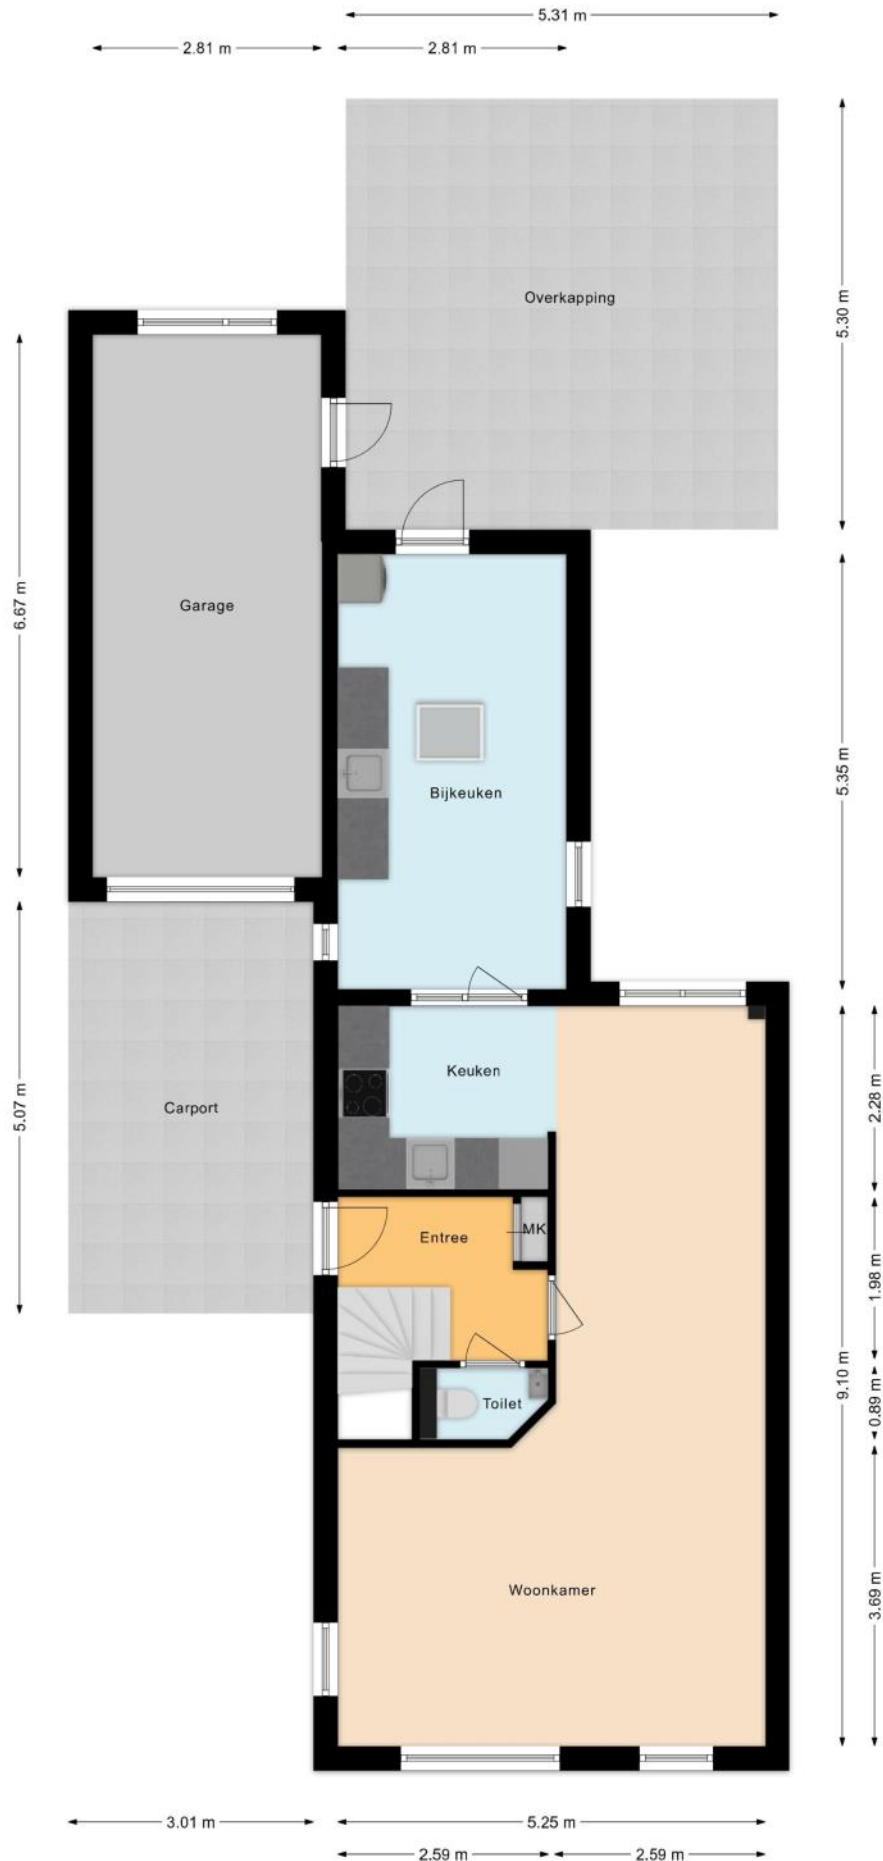 5.31 m
2.81 m
2.81 m
Overkapping
5.30 m
Garage
6.67 m
Bijkeuken
5.35 m
Keuken
2.28 m
Carport
5.07 m
Entree
MK
1.98 m
9.10 m
0.89 m
Toilet
Woonkamer
3.69 m
3.01 m
5.25 m
2.59 m
2.59 m